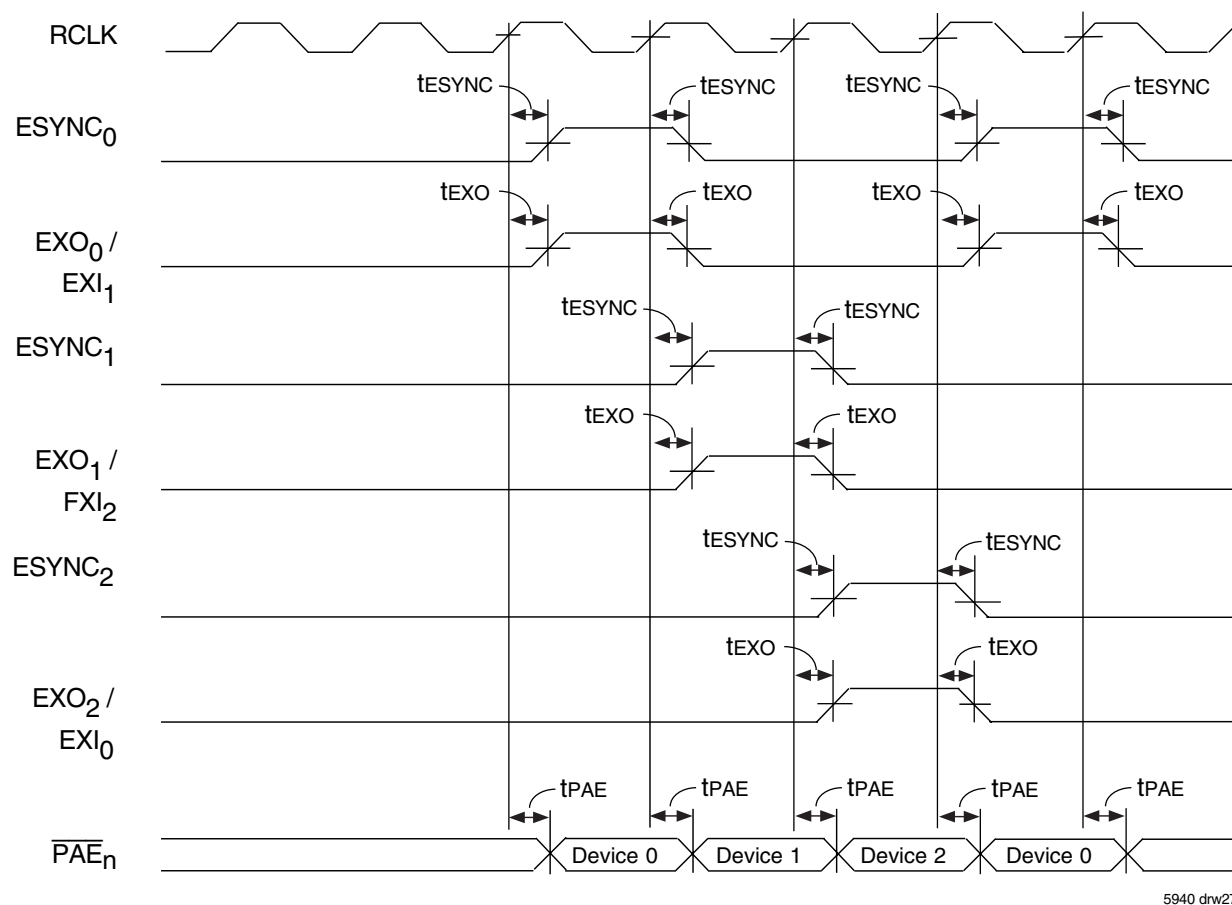 RCLK
tESYNC tESYNC tESYNC tESYNC
ESYNC0
tEXO tEXO tEXO tEXO
EXO0 /
EXI1
tESYNC tESYNC
ESYNC1
tEXO tEXO
EXO1 /
FXI2
tESYNC tESYNC
ESYNC2
tEXO tEXO
EXO2 /
EXI0
tPAE tPAE tPAE tPAE tPAE
PAEn Device 0 Device 1 Device 2 Device 0
5940 drw27